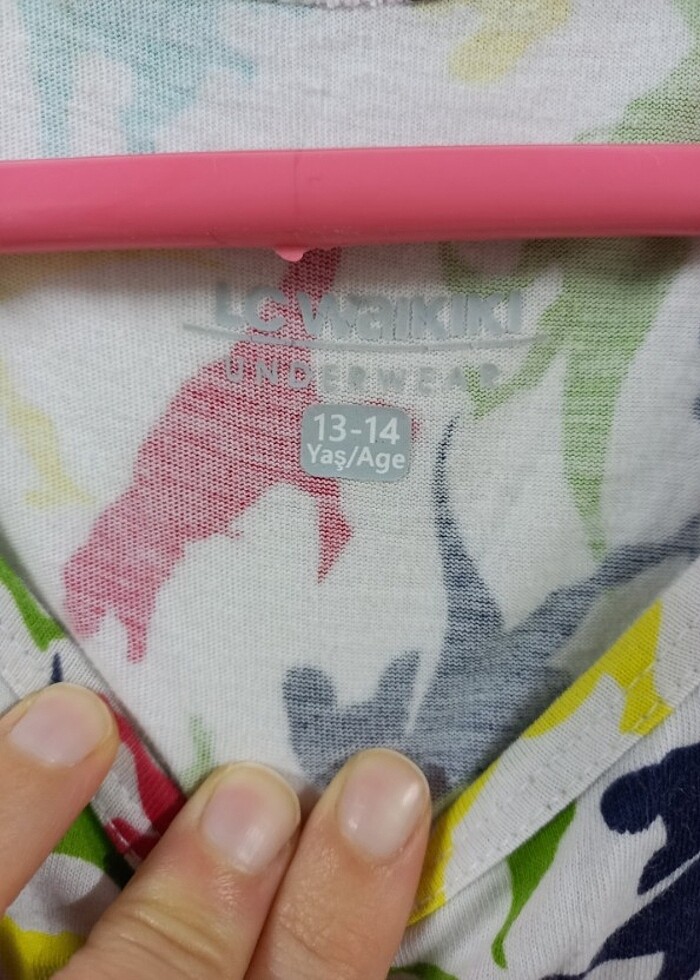 LC Waikiki
UNDERWEAR
13-14
Yaş/Age